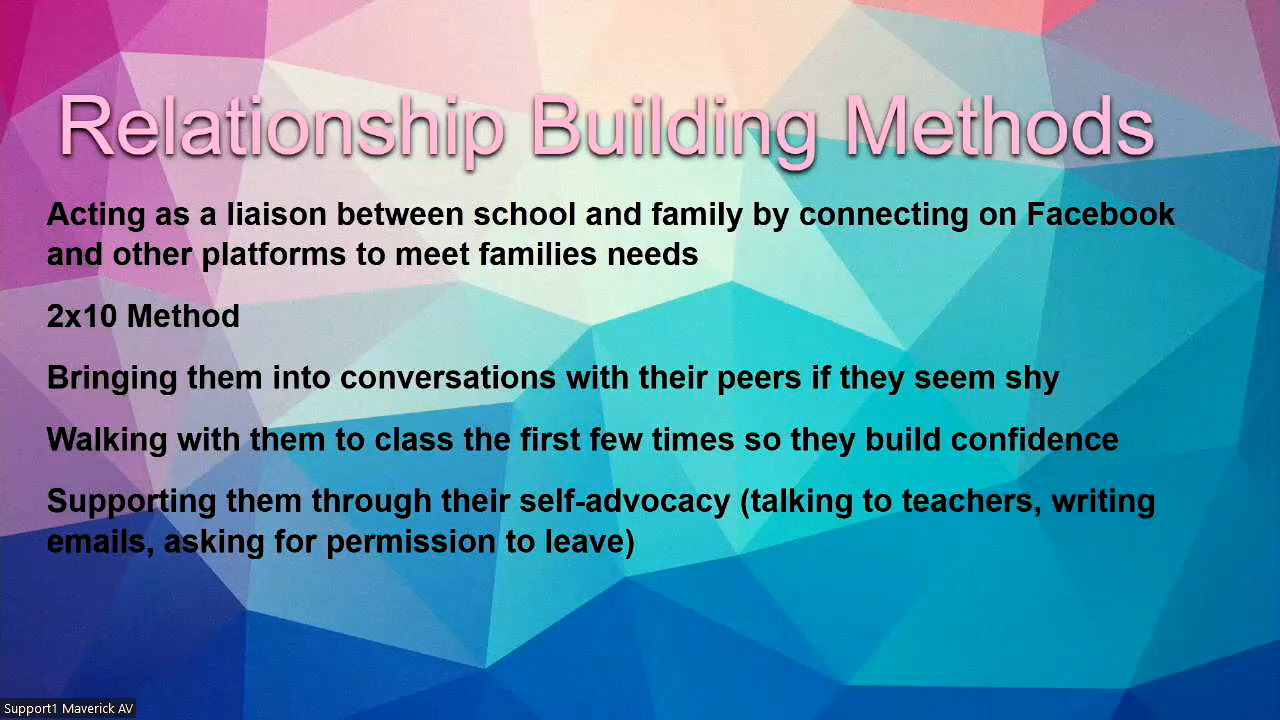 Relationship Building Methods
Acting as a liaison between school and family by connecting on Facebook
and other platforms to meet families needs
2x10 Method
Bringing them into conversations with their peers if they seem shy
Walking with them to class the first few times so they build confidence
Supporting them through their self-advocacy (talking to teachers, writing
emails, asking for permission to leave)
Support1 Maverick AV